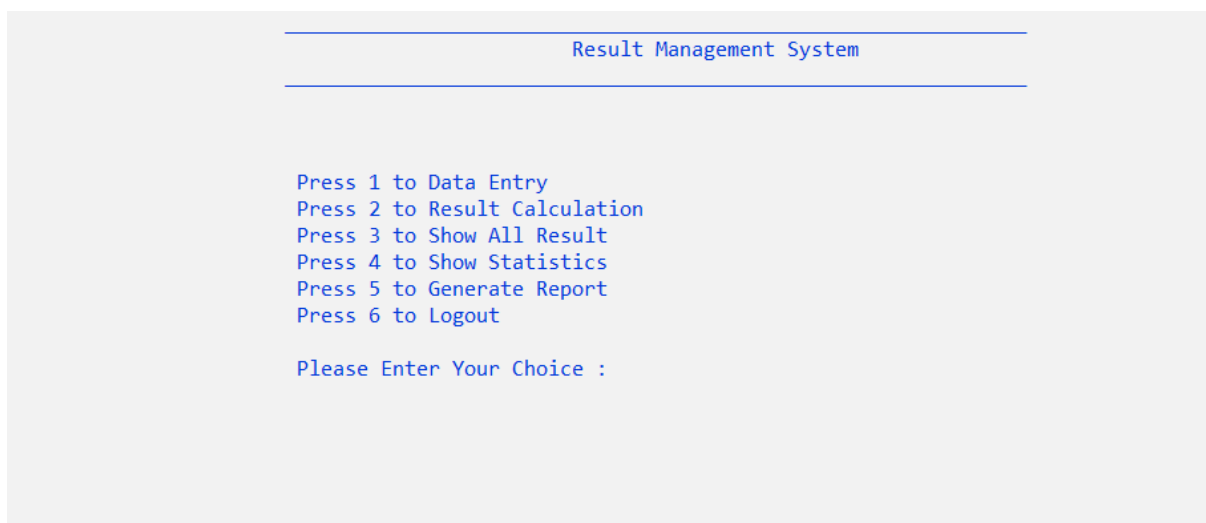 Result Management System
Press 1 to Data Entry
Press 2 to Result Calculation
Press 3 to Show All Result
Press 4 to Show Statistics
Press 5 to Generate Report
Press 6 to Logout
Please Enter Your Choice :